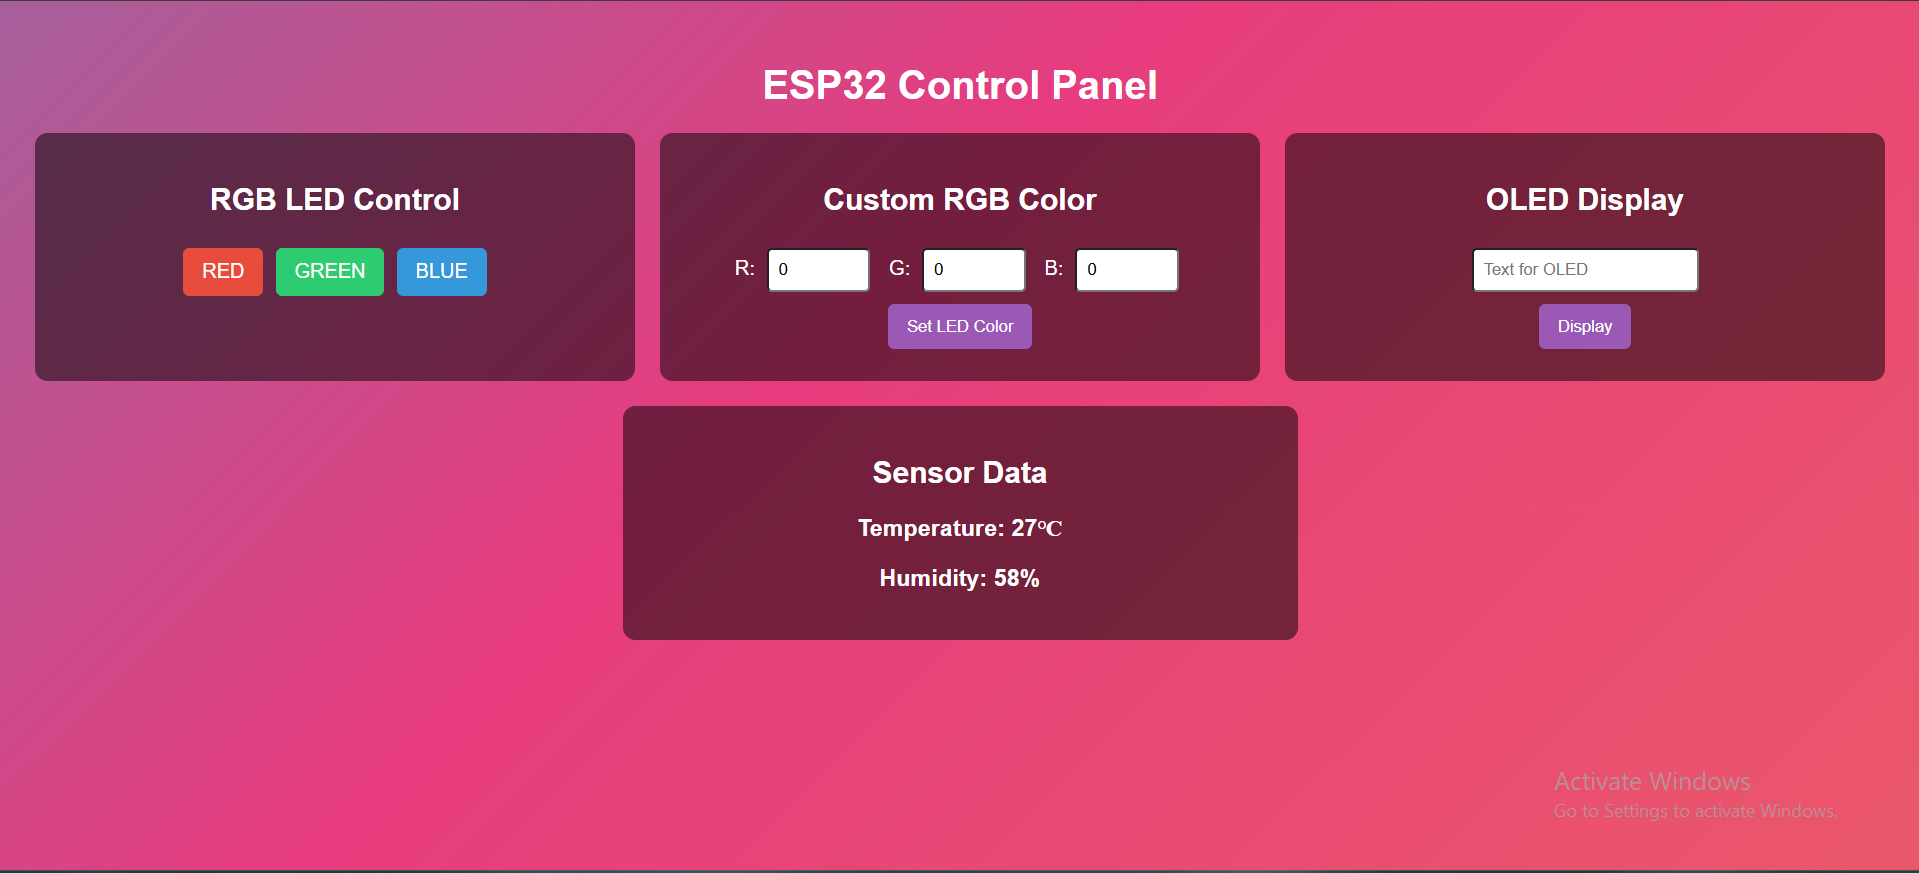 ESP32 Control Panel
RGB LED Control
RED GREEN BLUE
Custom RGB Color
R: 0 G: 0 B: 0
Set LED Color
OLED Display
Text for OLED
Display
Sensor Data
Temperature: 27℃
Humidity: 58%
Activate Windows
Go to Settings to activate Windows.